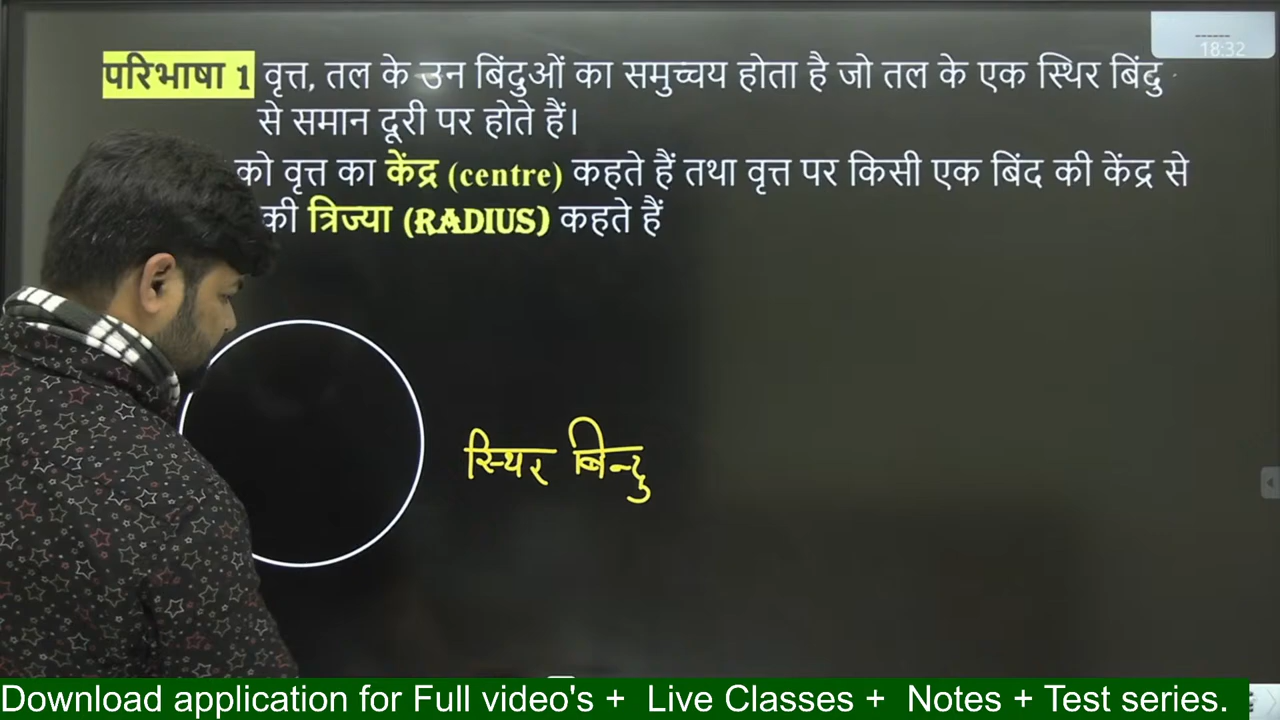 18:32
परिभाषा 1 वृत्त, तल के उन बिंदुओं का समुच्चय होता है जो तल के एक स्थिर बिंदु
से समान दूरी पर होते हैं।
को वृत्त का केंद्र (centre) कहते हैं तथा वृत्त पर किसी एक बिंद की केंद्र से
की त्रिज्या (RADIUS) कहते हैं
स्थिर बिन्दु
Download application for Full video's + Live Classes + Notes + Test series.